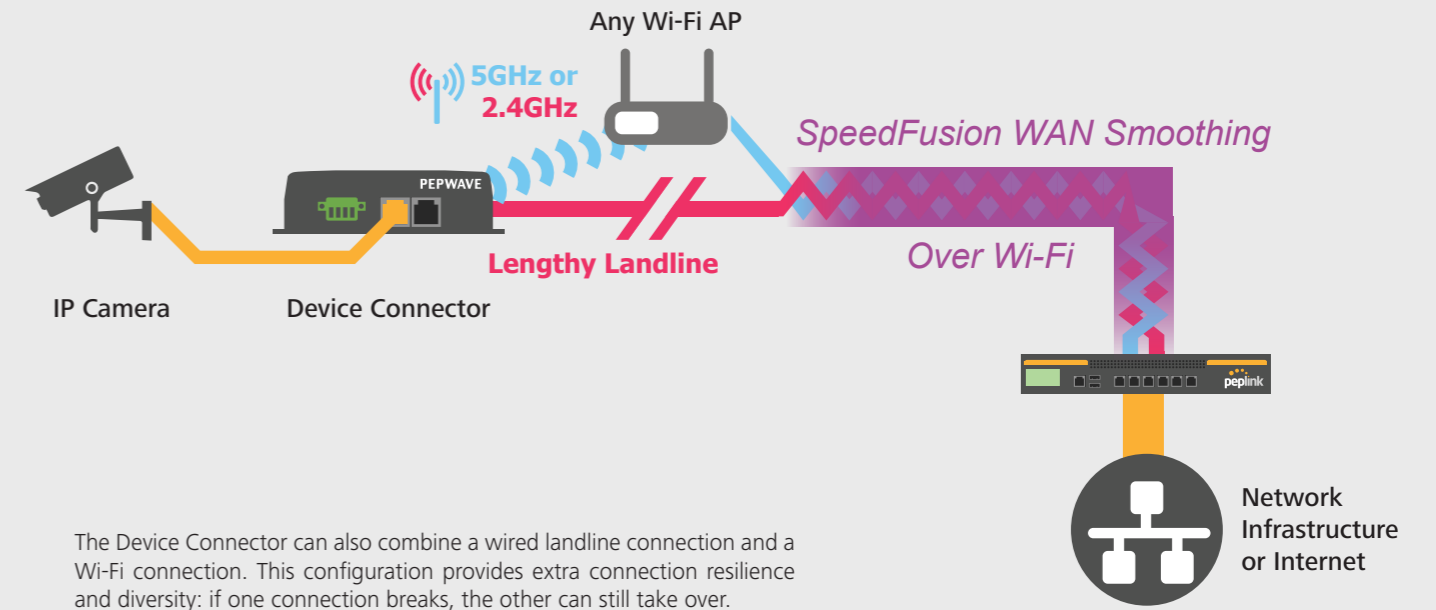 Any Wi-Fi AP
5GHz or
2.4GHz
SpeedFusion WAN Smoothing
PEPWAVE
Over Wi-Fi
Lengthy Landline
IP Camera
Device Connector
peplink
Network
Infrastructure
or Internet
The Device Connector can also combine a wired landline connection and a
Wi-Fi connection. This configuration provides extra connection resilience
and diversity: if one connection breaks, the other can still take over.